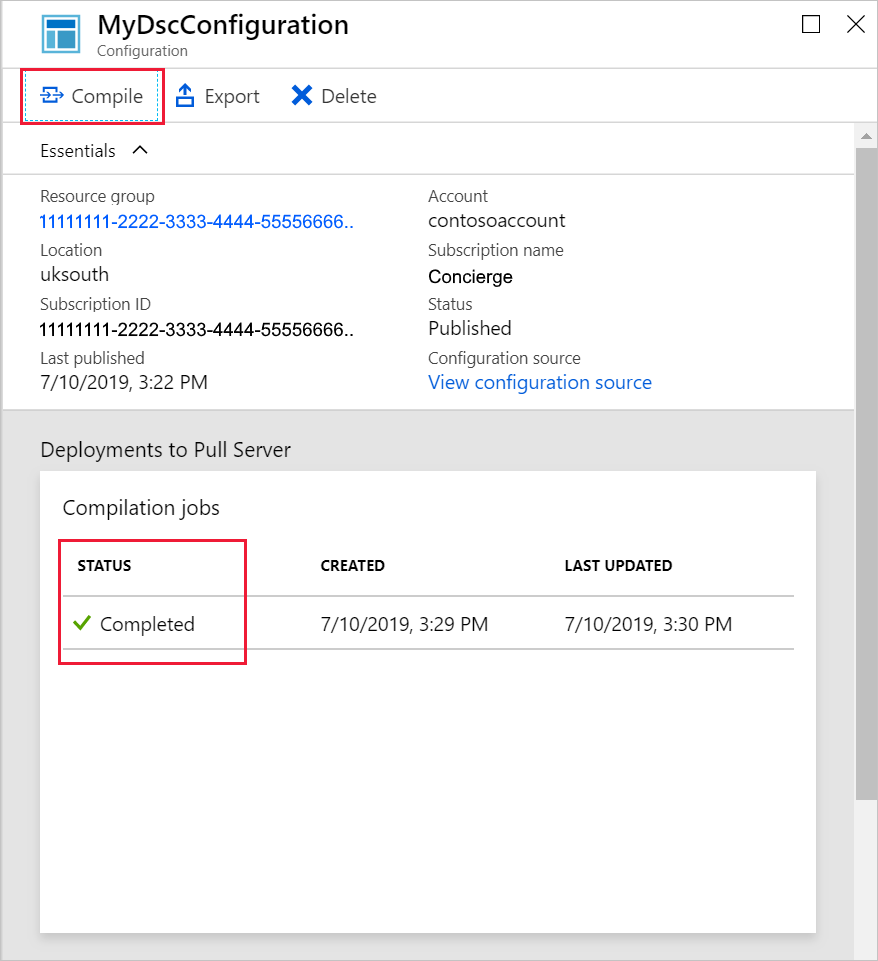 MyDscConfiguration
Configuration
Compile Export Delete
Essentials
Resource group
11111111-2222-3333-4444-55556666..
Account
contosoaccount
Location
uksouth
Subscription name
Concierge
Subscription ID
11111111-2222-3333-4444-55556666..
Status
Published
Last published
7/10/2019, 3:22 PM
Configuration source
View configuration source
Deployments to Pull Server
Compilation jobs
STATUS CREATED LAST UPDATED
Completed 7/10/2019, 3:29 PM 7/10/2019, 3:30 PM